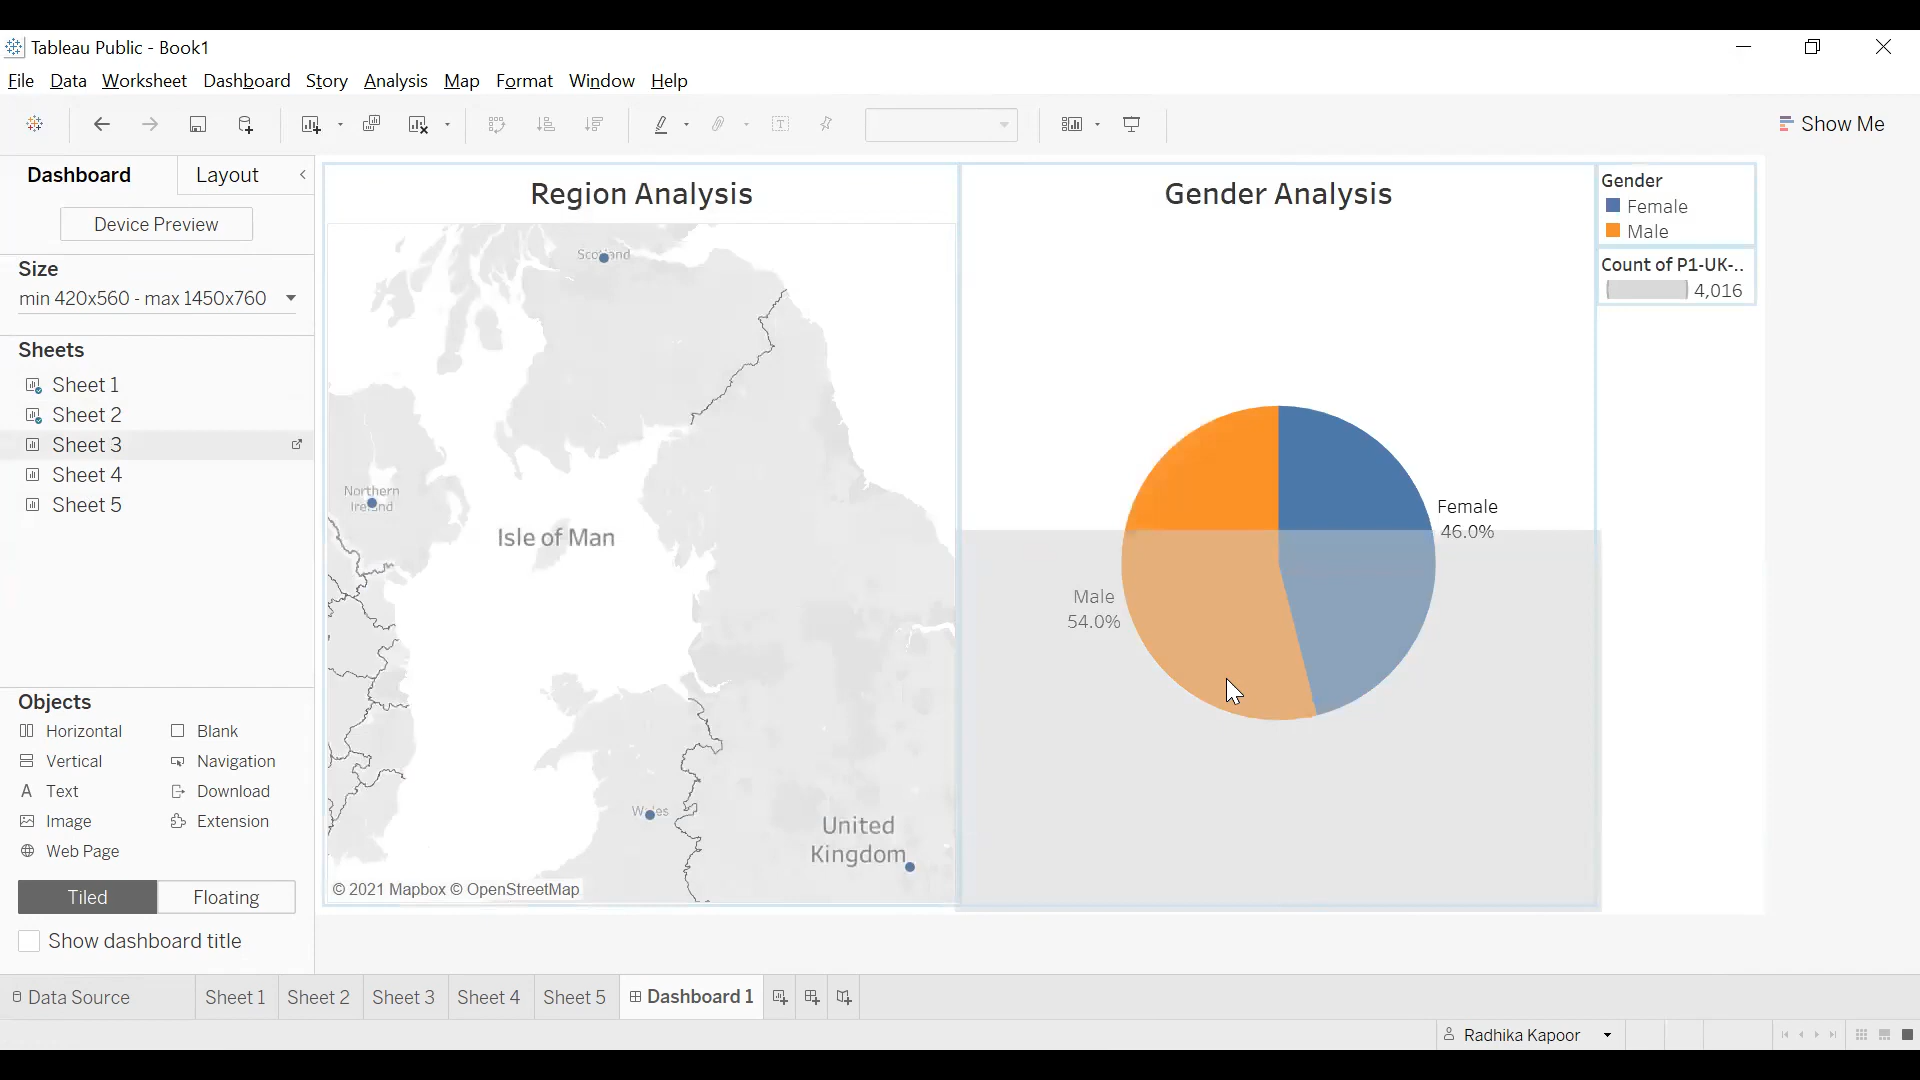 Tableau Public - Book1
File Data Worksheet Dashboard Story Analysis Map Format Window Help
Show Me
Dashboard
Layout
Device Preview
Size
min 420x560 - max 1450x760
Sheets
Sheet 1
Sheet 2
Sheet 3
Sheet 4
Sheet 5
Objects
Horizontal
Blank
Vertical
Navigation
Text
Download
Image
Extension
Web Page
Tiled
Floating
Show dashboard title
Region Analysis
Scotland
Northern
Ireland
Isle of Man
Wales
United
Kingdom
© 2021 Mapbox © OpenStreetMap
Gender Analysis
Female
46.0%
Male
54.0%
Gender
Female
Male
Count of P1-UK-..
4,016
Data Source
Sheet 1
Sheet 2
Sheet 3
Sheet 4
Sheet 5
Dashboard 1
Radhika Kapoor